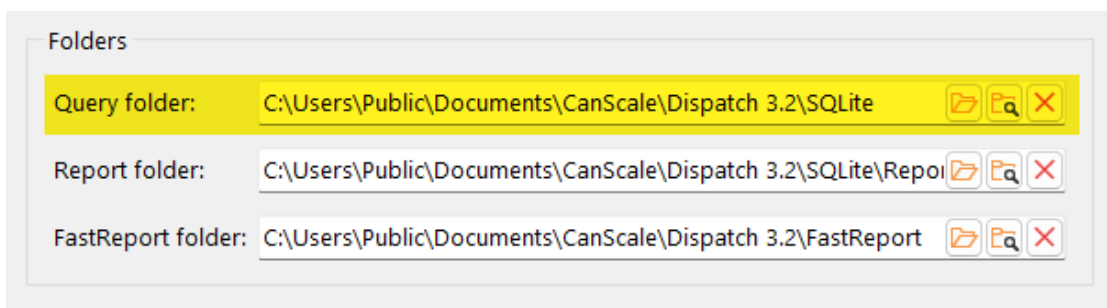 Folders
Query folder: C:\Users\Public\Documents\CanScale\Dispatch 3.2\SQLite
Report folder: C:\Users\Public\Documents\CanScale\Dispatch 3.2\SQLite\Repor
FastReport folder: C:\Users\Public\Documents\CanScale\Dispatch 3.2\FastReport